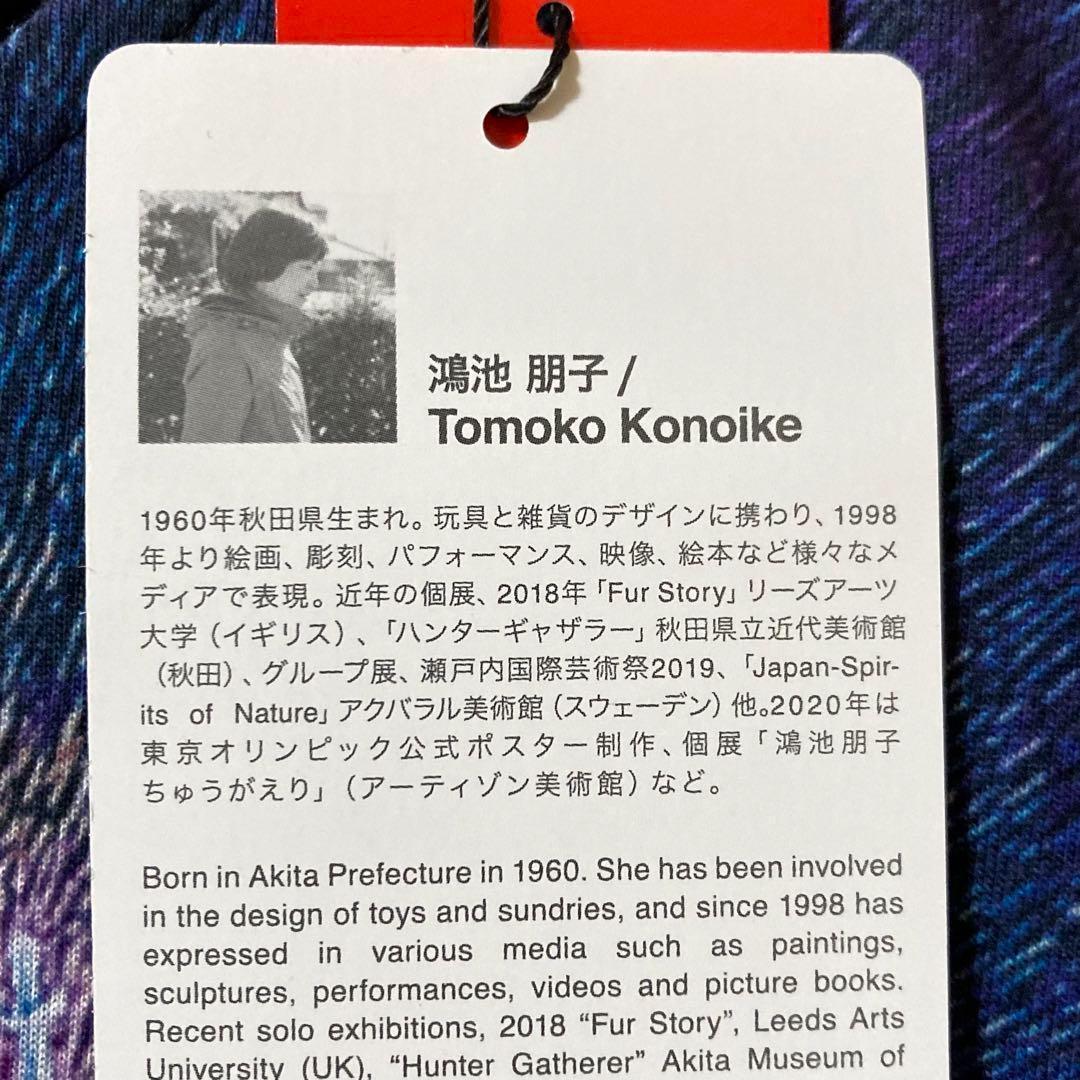 鴻池 朋子 /
Tomoko Konoike
1960年秋田県生まれ。玩具と雑貨のデザインに携わり、1998
年より絵画、彫刻、パフォーマンス、映像、絵本など様々なメ
ディアで表現。近年の個展、2018年「Fur Story」リーズアーツ
大学（イギリス）、「ハンターギャザラー」秋田県立近代美術館
（秋田）、グループ展、瀬戸内国際芸術祭2019、「Japan-Spir-
its of Nature」アクバラル美術館（スウェーデン）他。2020年は
東京オリンピック公式ポスター制作、個展「鴻池朋子
ちゅうがえり」（アーティゾン美術館）など。
Born in Akita Prefecture in 1960. She has been involved
in the design of toys and sundries, and since 1998 has
expressed in various media such as paintings,
sculptures, performances, videos and picture books.
Recent solo exhibitions, 2018 “Fur Story”, Leeds Arts
University (UK), “Hunter Gatherer” Akita Museum of